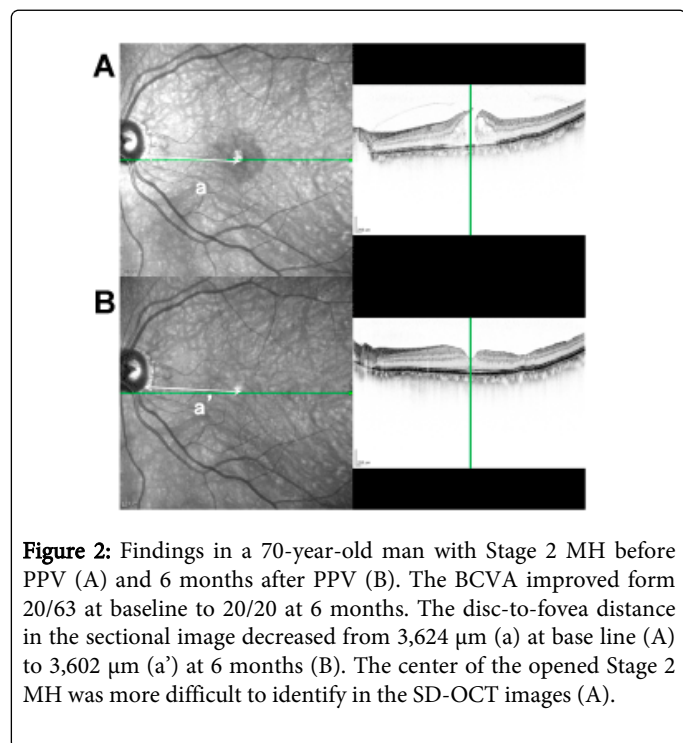 A
a
B
a'
Figure 2: Findings in a 70-year-old man with Stage 2 MH before
PPV (A) and 6 months after PPV (B). The BCVA improved form
20/63 at baseline to 20/20 at 6 months. The disc-to-fovea distance
in the sectional image decreased from 3,624 μm (a) at base line (A)
to 3,602 μm (a’) at 6 months (B). The center of the opened Stage 2
MH was more difficult to identify in the SD-OCT images (A).